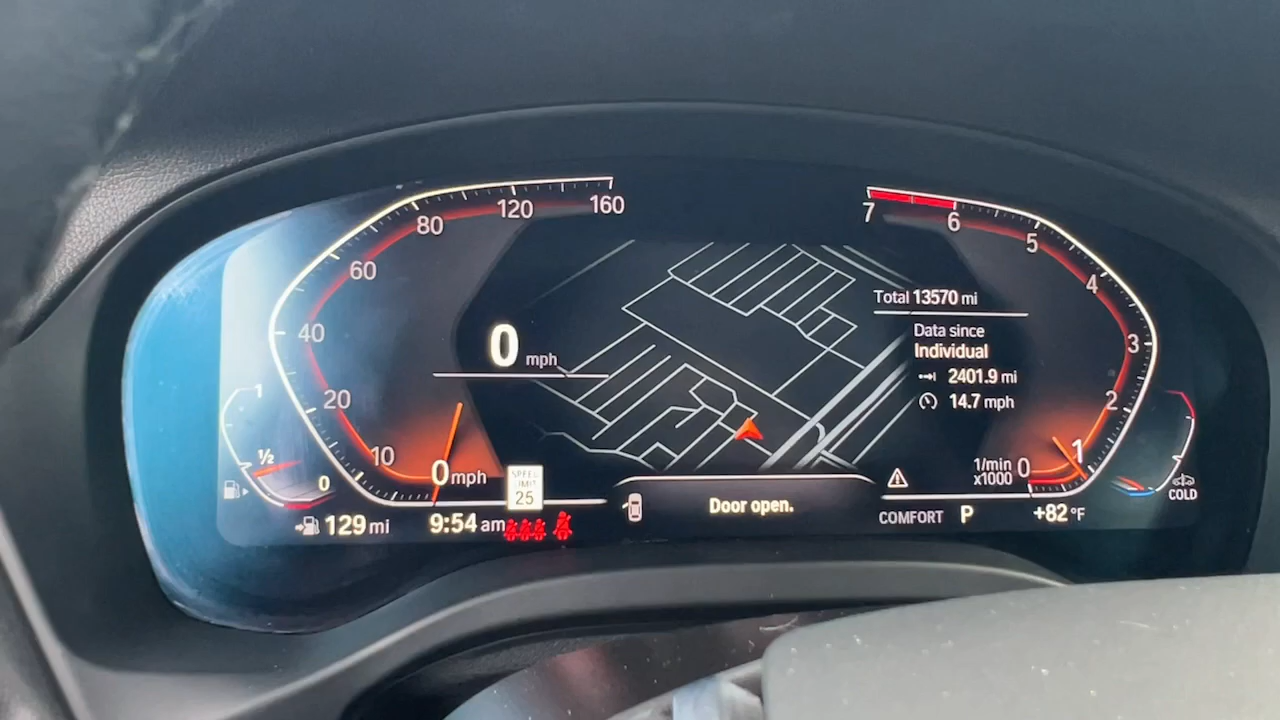 80
120
160
60
40
20
10
0 mph
0 mph
SPEED
LIMIT
25
1
1/2
0
129 mi
9:54 am
Door open.
7
6
5
4
3
2
1
0
1/min
x1000
Total 13570 mi
Data since
Individual
2401.9 mi
14.7 mph
COMFORT P
+82 °F
COLD